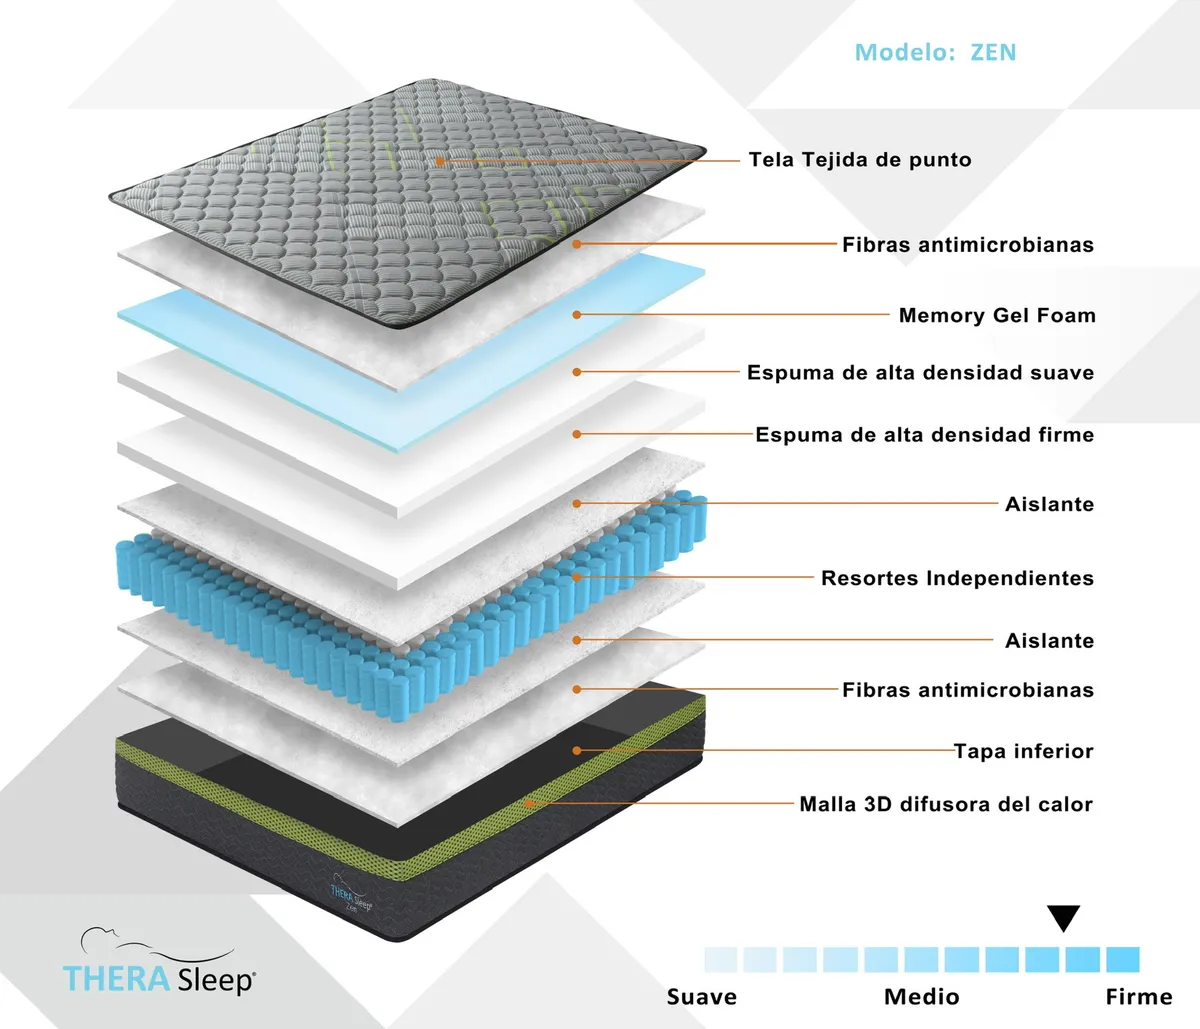 Modelo: ZEN
Tela Tejida de punto
Fibras antimicrobianas
Memory Gel Foam
Espuma de alta densidad suave
Espuma de alta densidad firme
Aislante
Resortes Independientes
Aislante
Fibras antimicrobianas
Tapa inferior
Malla 3D difusora del calor
THERA Sleep®
Zen
THERA Sleep®
Suave Medio Firme